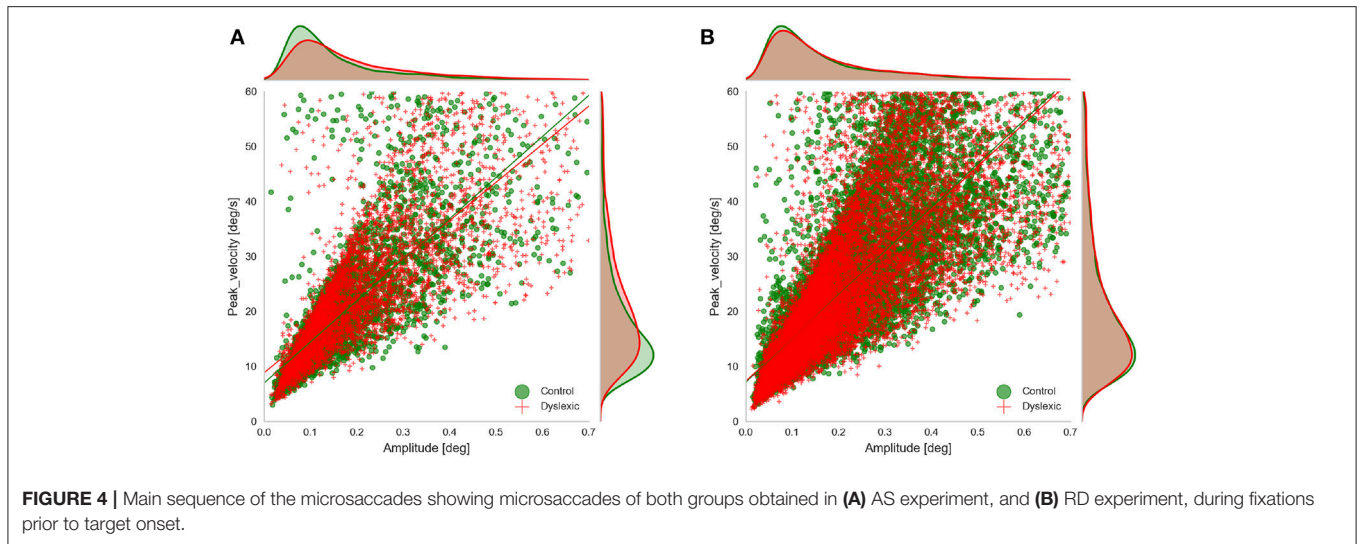 A
B
60
50
40
30
20
10
0
Peak_velocity [deg/s]
Control
Dyslexic
0.0 0.1 0.2 0.3 0.4 0.5 0.6 0.7
Amplitude [deg]
60
50
40
30
20
10
0
Peak_velocity [deg/s]
Control
Dyslexic
0.0 0.1 0.2 0.3 0.4 0.5 0.6 0.7
Amplitude [deg]
FIGURE 4 | Main sequence of the microsaccades showing microsaccades of both groups obtained in (A) AS experiment, and (B) RD experiment, during fixations
prior to target onset.